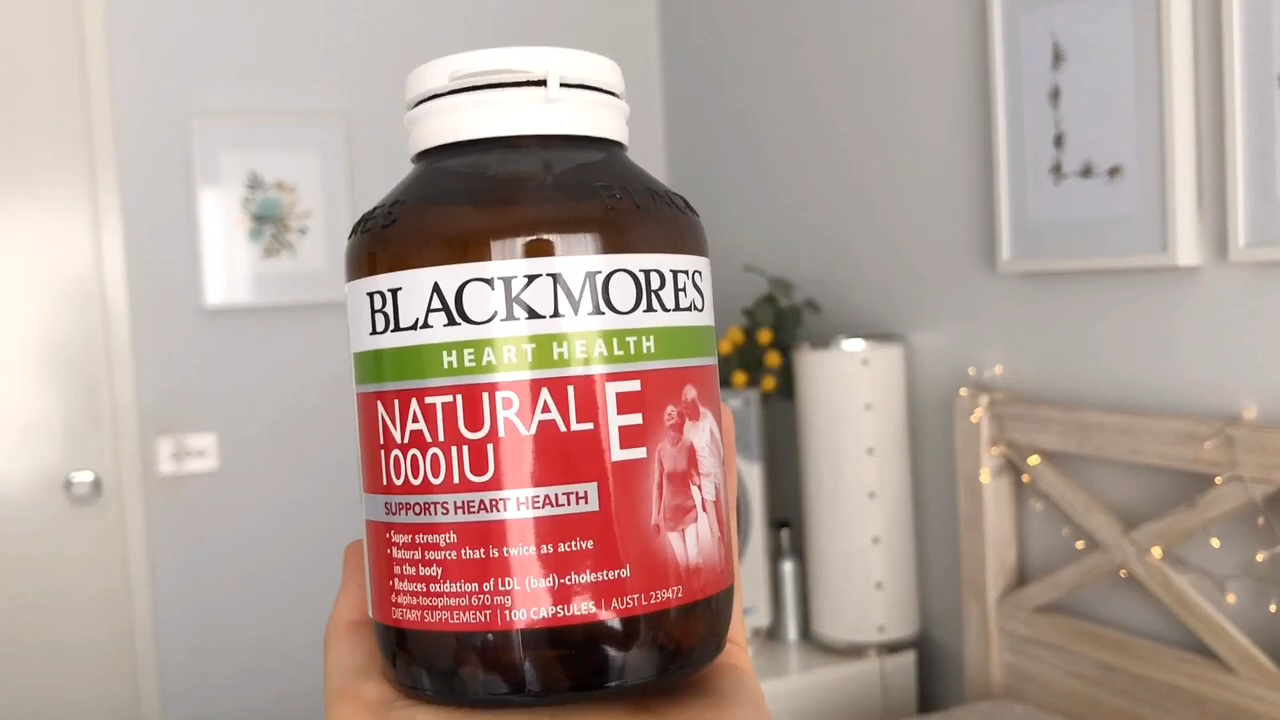 BLACKMORES
HEART HEALTH
NATURAL E
1000IU
SUPPORTS HEART HEALTH
• Super strength
• Natural source that is twice as active
in the body
• Reduces oxidation of LDL (bad)-cholesterol
d-alpha-tocopherol 670 mg
DIETARY SUPPLEMENT | 100 CAPSULES | AUST L 239472